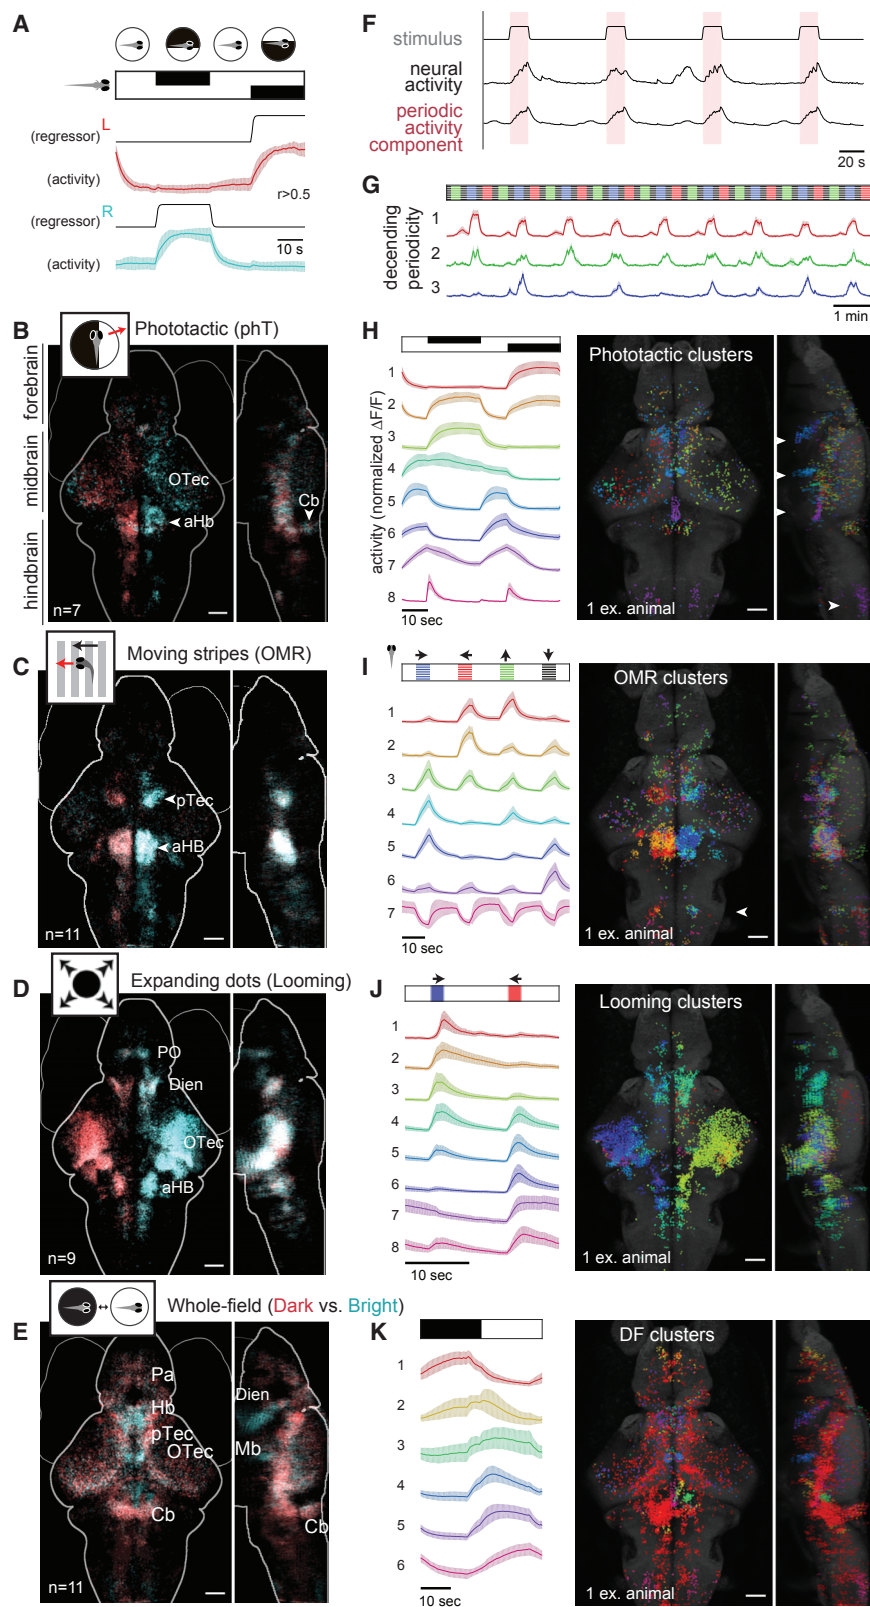 A
(regressor) L
(activity)
r>0.5
(regressor) R
10 s
(activity)
B Phototactic (phT)
forebrain
midbrain
hindbrain
OTec
Cb
aHb
n=7
C Moving stripes (OMR)
pTec
aHB
n=11
D Expanding dots (Looming)
PO
Dien
OTec
aHB
n=9
Whole-field (Dark vs. Bright)
E
Pa
Dien
Hb
pTec
OTec
Mb
Cb
Cb
n=11
F
stimulus
neural
activity
periodic
activity
component
20 s
G
decending
periodicity
1
2
3
1 min
H
activity (normalized ΔF/F)
1
2
3
4
5
6
7
8
10 sec
Phototactic clusters
1 ex. animal
I
1
2
3
4
5
6
7
10 sec
OMR clusters
1 ex. animal
J
1
2
3
4
5
6
7
8
10 sec
Looming clusters
1 ex. animal
K
1
2
3
4
5
6
10 sec
DF clusters
1 ex. animal